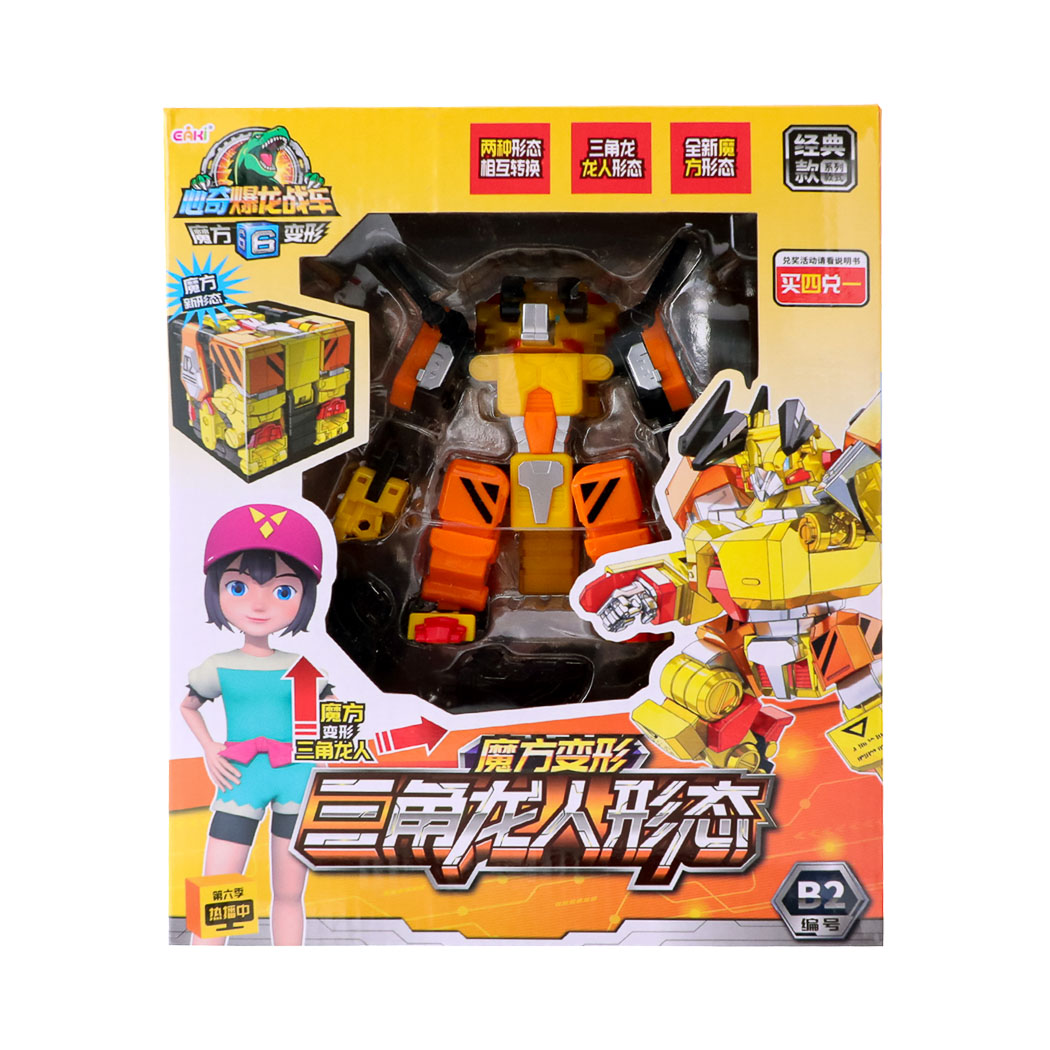 EAKI
心奇爆龙战车
魔方6变形
两种形态
相互转换
三角龙
龙人形态
全新魔
方形态
经典
款系列
款式
兑奖活动请看说明书
买四兑一
魔方
新形态
魔方
变形
三角龙人
魔方变形
三角龙人形态
第六季
热播中
B2
编号